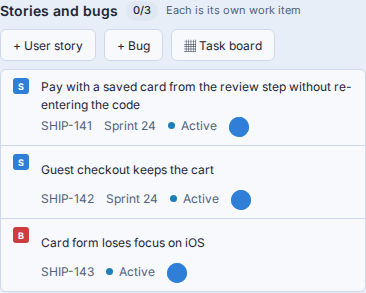 Stories and bugs 0/3 Each is its own work item
+ User story + Bug Task board
S Pay with a saved card from the review step without re-
entering the code
SHIP-141 Sprint 24 Active
S Guest checkout keeps the cart
SHIP-142 Sprint 24 Active
B Card form loses focus on iOS
SHIP-143 Active